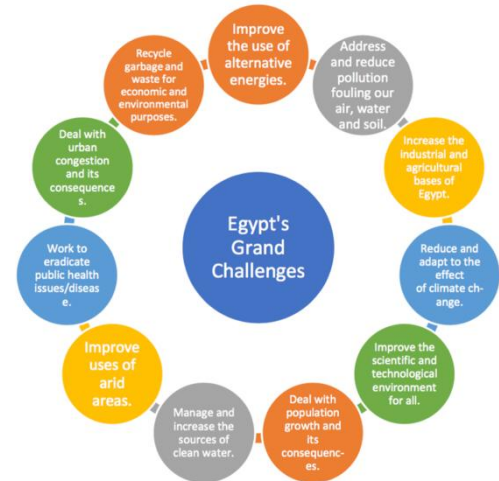 Improve
the use of
alternative
energies.
Address
and reduce
pollution
fouling our
air, water
and soil.
Increase the
industrial and
agricultural
bases of
Egypt.
Reduce and
adapt to the
effect
of climate ch-
ange.
Improve the
scientific and
technological
environment
for all.
Deal with
population
growth and
its
consequenc-
es.
Manage and
increase the
sources of
clean water.
Improve
uses of
arid areas.
Work to
eradicate
public health
issues/diseas
e.
Deal with
urban
congestion
and its
consequence
s.
Recycle
garbage and
waste for
economic and
environmental
purposes.
Egypt's
Grand
Challenges